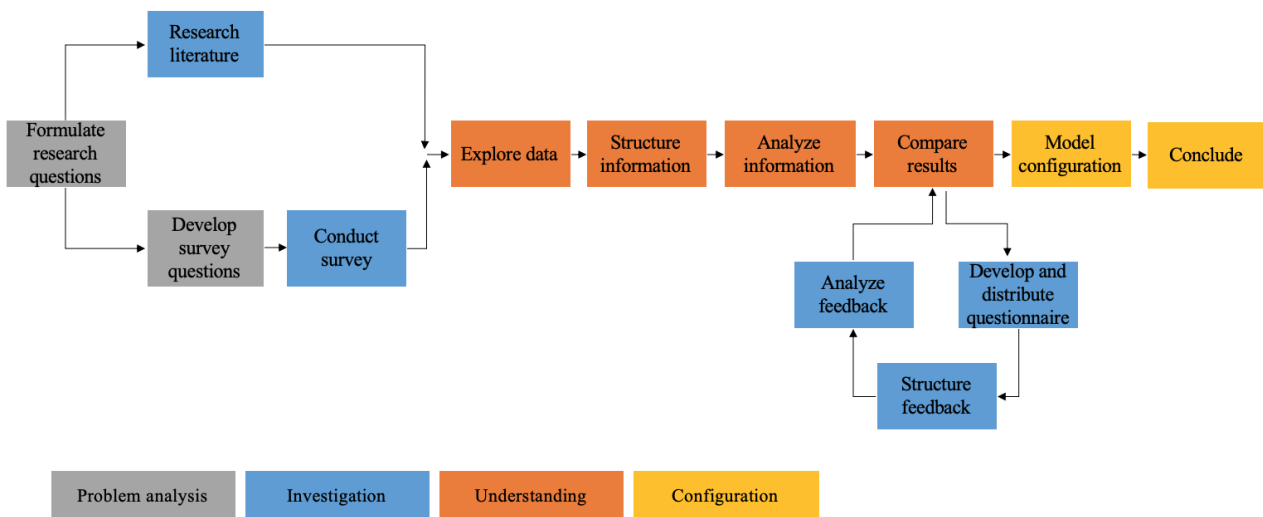 Research
literature
Formulate
research
questions
Explore data
Structure
information
Analyze
information
Compare
results
Model
configuration
Conclude
Develop
survey
questions
Conduct
survey
Analyze
feedback
Develop and
distribute
questionnaire
Structure
feedback
Problem analysis
Investigation
Understanding
Configuration